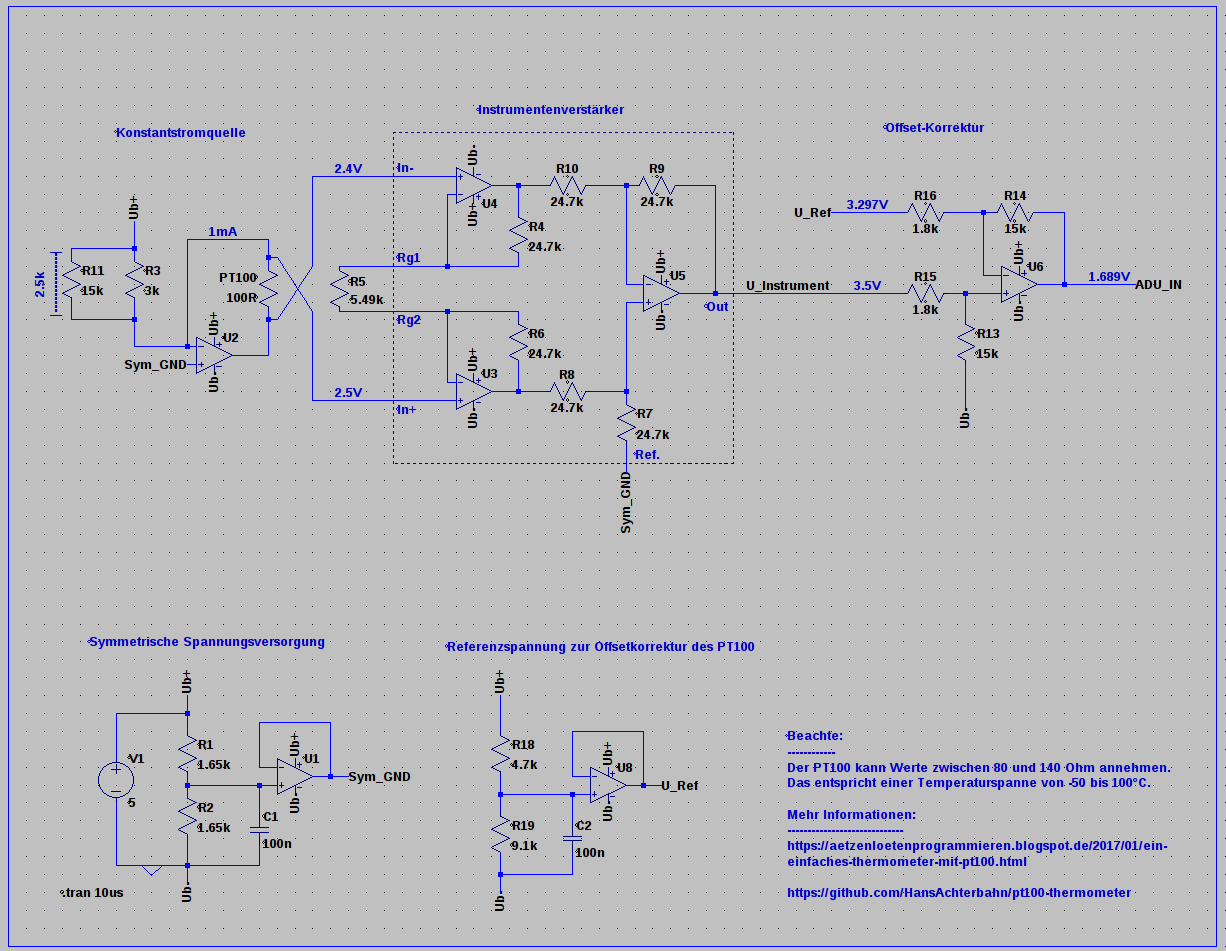 Konstantstromquelle
Ub+
1mA
R11
15k
2.5k
R3
3k
PT100
100R
Sym_GND
Ub+
U2
Ub-
Instrumentenverstärker
2.4V
In-
Ub-
U4
Ub+
R10
24.7k
R9
24.7k
R4
24.7k
Rg1
R5
5.49k
Rg2
Ub+
U5
Ub-
Out
R6
24.7k
Ub+
U3
Ub-
2.5V
In+
R8
24.7k
R7
24.7k
Ref.
Sym_GND
Offset-Korrektur
U_Ref
3.297V
R16
1.8k
R14
15k
U_Instrument
3.5V
R15
1.8k
Ub+
U6
Ub-
1.689V
ADU_IN
R13
15k
Ub-
Symmetrische Spannungsversorgung
Ub+
V1
5
R1
1.65k
R2
1.65k
Ub+
U1
Ub-
Sym_GND
C1
100n
Ub-
.tran 10us
Referenzspannung zur Offsetkorrektur des PT100
Ub+
R18
4.7k
R19
9.1k
Ub+
U8
Ub-
U_Ref
C2
100n
Ub-
Beachte:
------------
Der PT100 kann Werte zwischen 80 und 140 Ohm annehmen.
Das entspricht einer Temperaturspanne von -50 bis 100°C.
Mehr Informationen:
-----------------------------
https://aetzenloetenprogrammieren.blogspot.de/2017/01/ein-
einfaches-thermometer-mit-pt100.html
https://github.com/HansAchterbahn/pt100-thermometer